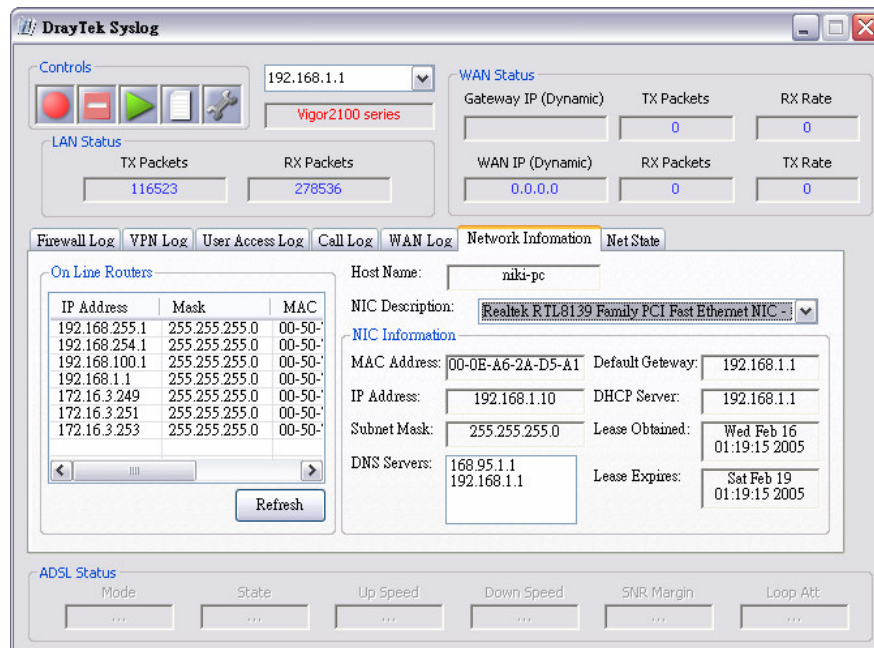 DrayTek Syslog
Controls
192.168.1.1
Vigor2100 series
WAN Status
Gateway IP (Dynamic) TX Packets RX Rate
0 0
WAN IP (Dynamic) RX Packets TX Rate
0.0.0.0 0 0
LAN Status
TX Packets RX Packets
116523 278536
Firewall Log VPN Log User Access Log Call Log WAN Log Network Infomation Net State
On Line Routers
IP Address Mask MAC
192.168.255.1 255.255.255.0 00-50-
192.168.254.1 255.255.255.0 00-50-
192.168.100.1 255.255.255.0 00-50-
192.168.1.1 255.255.255.0 00-50-
172.16.3.249 255.255.255.0 00-50-
172.16.3.251 255.255.255.0 00-50-
172.16.3.253 255.255.255.0 00-50-
Refresh
Host Name: niki-pc
NIC Description: Realtek RTL8139 Family PCI Fast Ethernet NIC -
NIC Information
MAC Address: 00-0E-A6-2A-D5-A1 Default Geteway: 192.168.1.1
IP Address: 192.168.1.10 DHCP Server: 192.168.1.1
Subnet Mask: 255.255.255.0 Lease Obtained: Wed Feb 16
01:19:15 2005
DNS Servers: 168.95.1.1
192.168.1.1
Lease Expires: Sat Feb 19
01:19:15 2005
ADSL Status
Mode State Up Speed Down Speed SNR Margin Loop Att
... ... ... ... ... ...